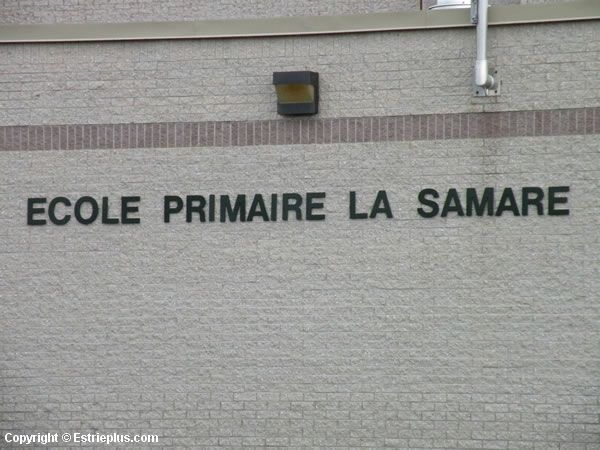 ECOLE PRIMAIRE LA SAMARE
Copyright © Estrieplus.com